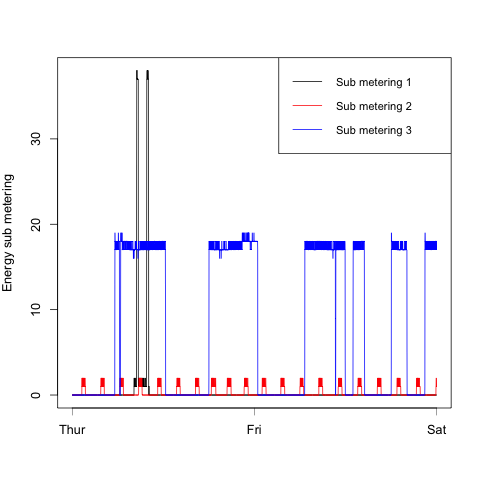 Sub metering 1
Sub metering 2
Sub metering 3
Energy sub metering
30
20
10
0
Thur Fri Sat